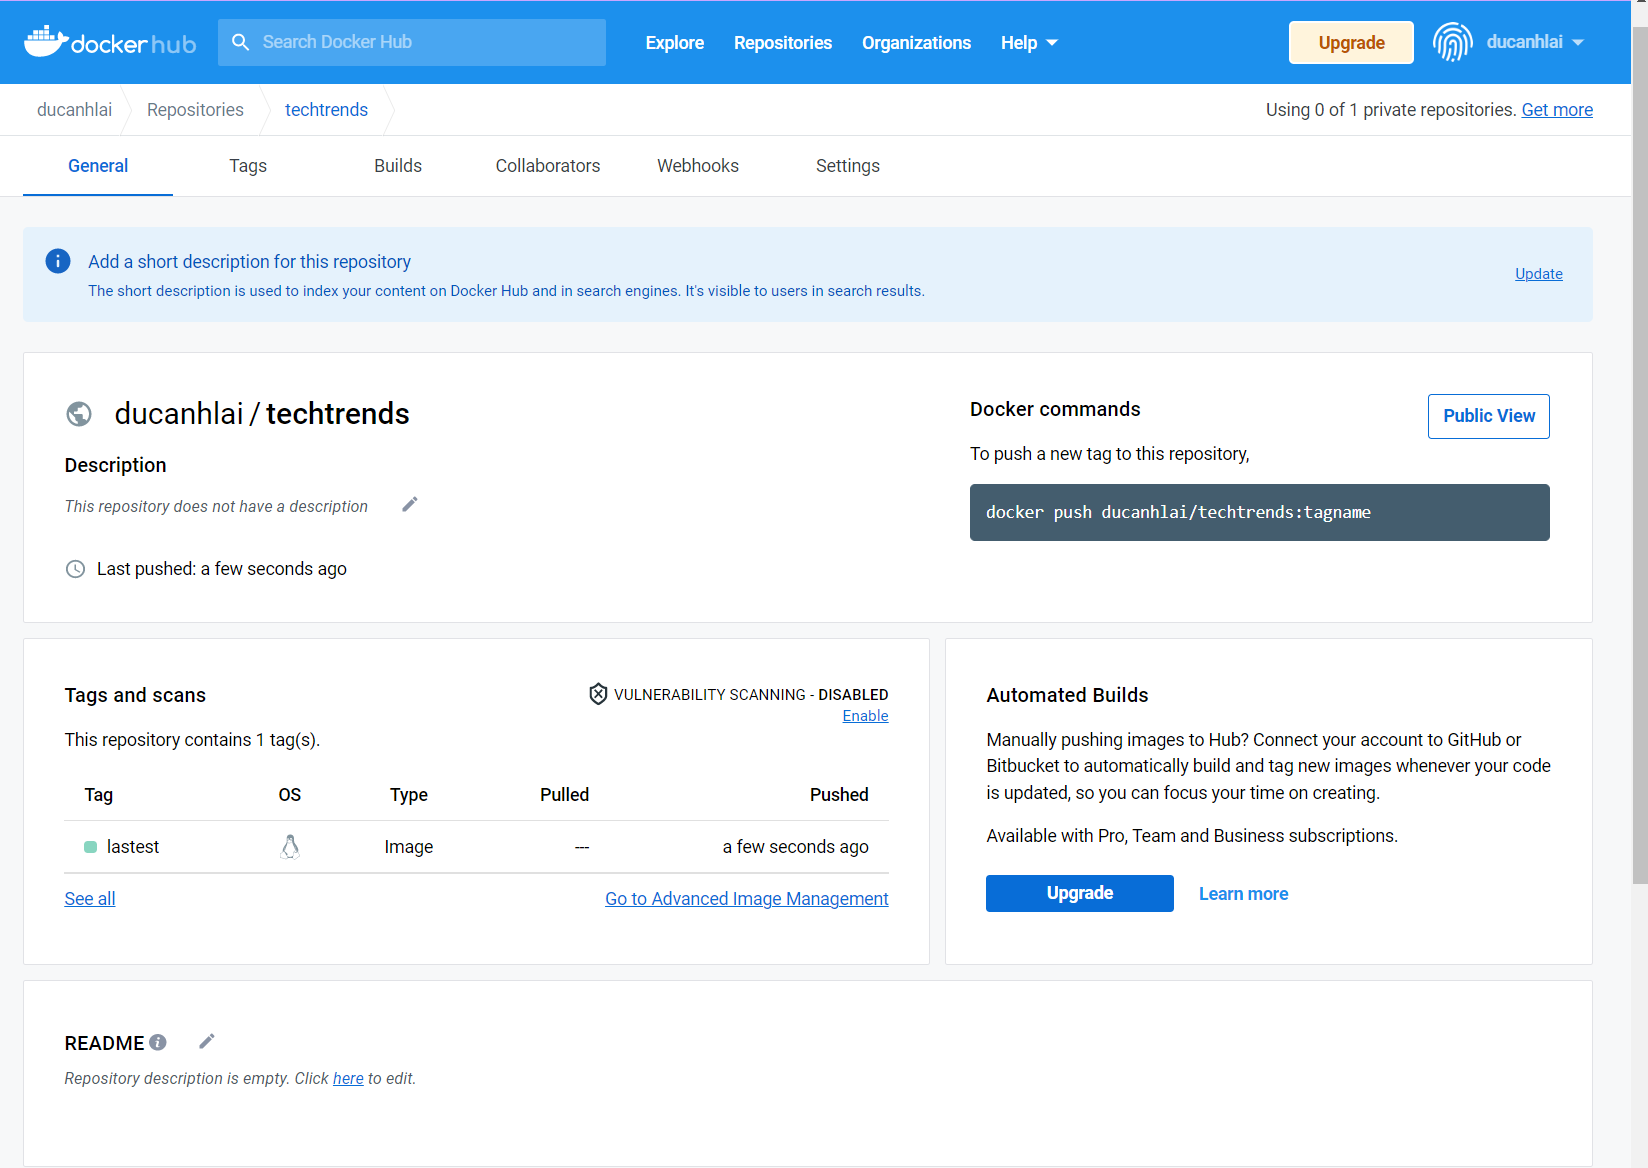 docker hub
Search Docker Hub
Explore
Repositories
Organizations
Help
Upgrade
ducanhlai
ducanhlai
Repositories
techtrends
Using 0 of 1 private repositories. Get more
General
Tags
Builds
Collaborators
Webhooks
Settings
Add a short description for this repository
The short description is used to index your content on Docker Hub and in search engines. It's visible to users in search results.
Update
ducanhlai / techtrends
Description
This repository does not have a description
Last pushed: a few seconds ago
Docker commands
Public View
To push a new tag to this repository,
docker push ducanhlai/techtrends:tagname
Tags and scans
VULNERABILITY SCANNING - DISABLED
Enable
This repository contains 1 tag(s).
Tag OS Type Pulled Pushed
lastest Image --- a few seconds ago
See all
Go to Advanced Image Management
Automated Builds
Manually pushing images to Hub? Connect your account to GitHub or
Bitbucket to automatically build and tag new images whenever your code
is updated, so you can focus your time on creating.
Available with Pro, Team and Business subscriptions.
Upgrade
Learn more
README
Repository description is empty. Click here to edit.